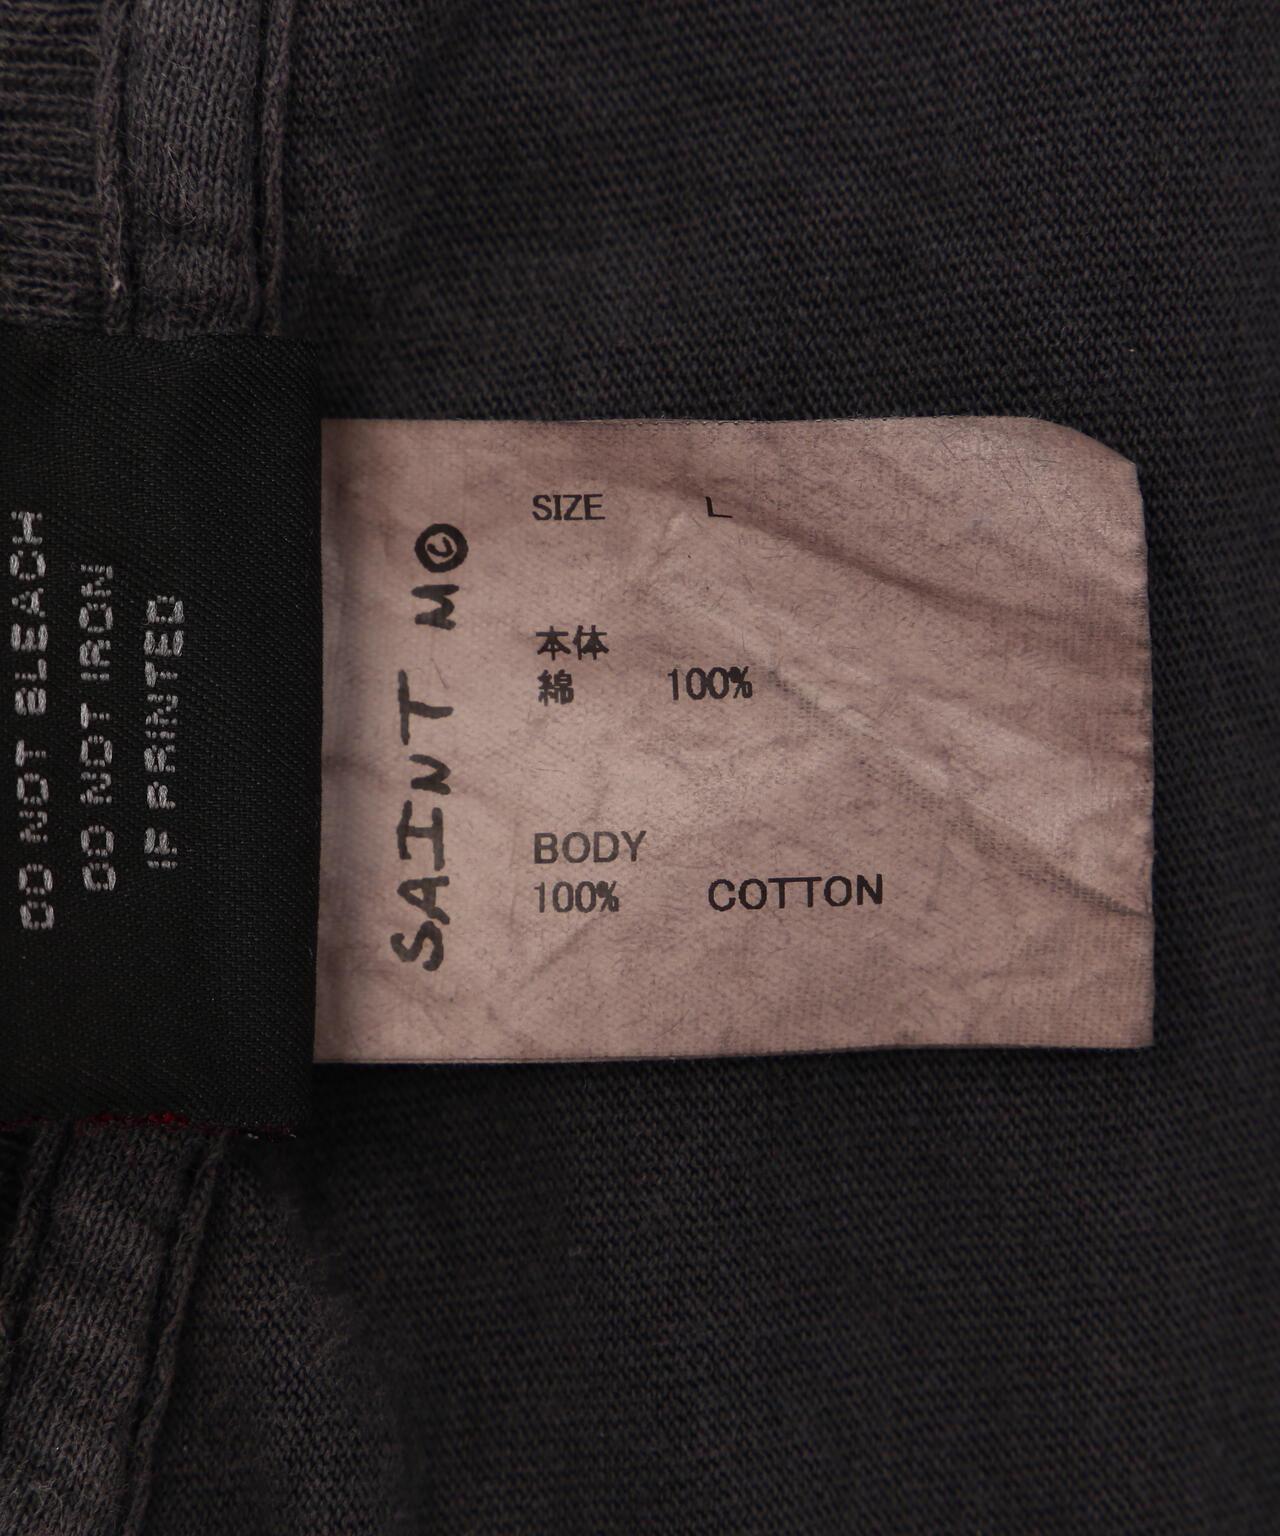 DO NOT BLEACH
DO NOT IRON
IF PRINTED
SAINT M©
SIZE L
本体
綿 100%
BODY
100% COTTON